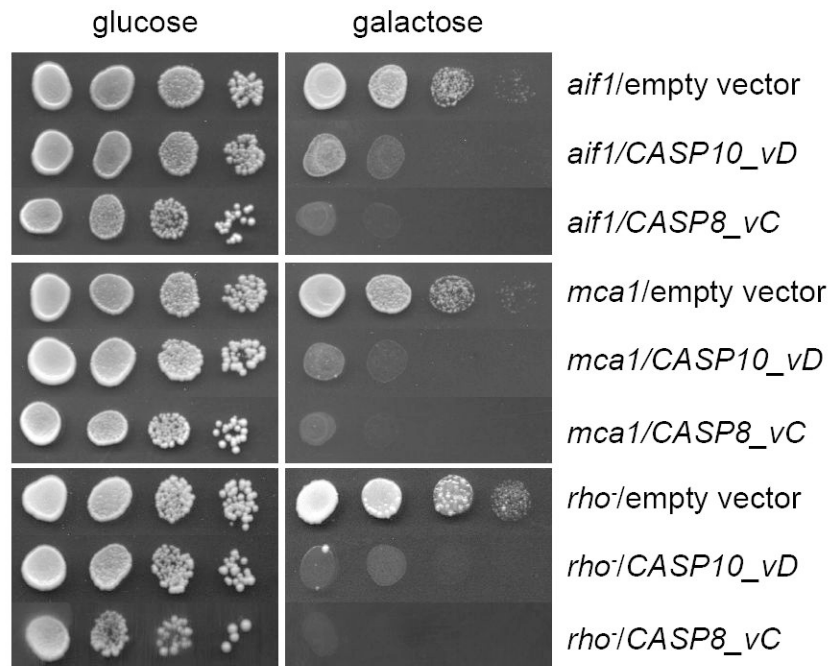 glucose galactose
aif1/empty vector
aif1/CASP10_vD
aif1/CASP8_vC
mca1/empty vector
mca1/CASP10_vD
mca1/CASP8_vC
rho⁻/empty vector
rho⁻/CASP10_vD
rho⁻/CASP8_vC